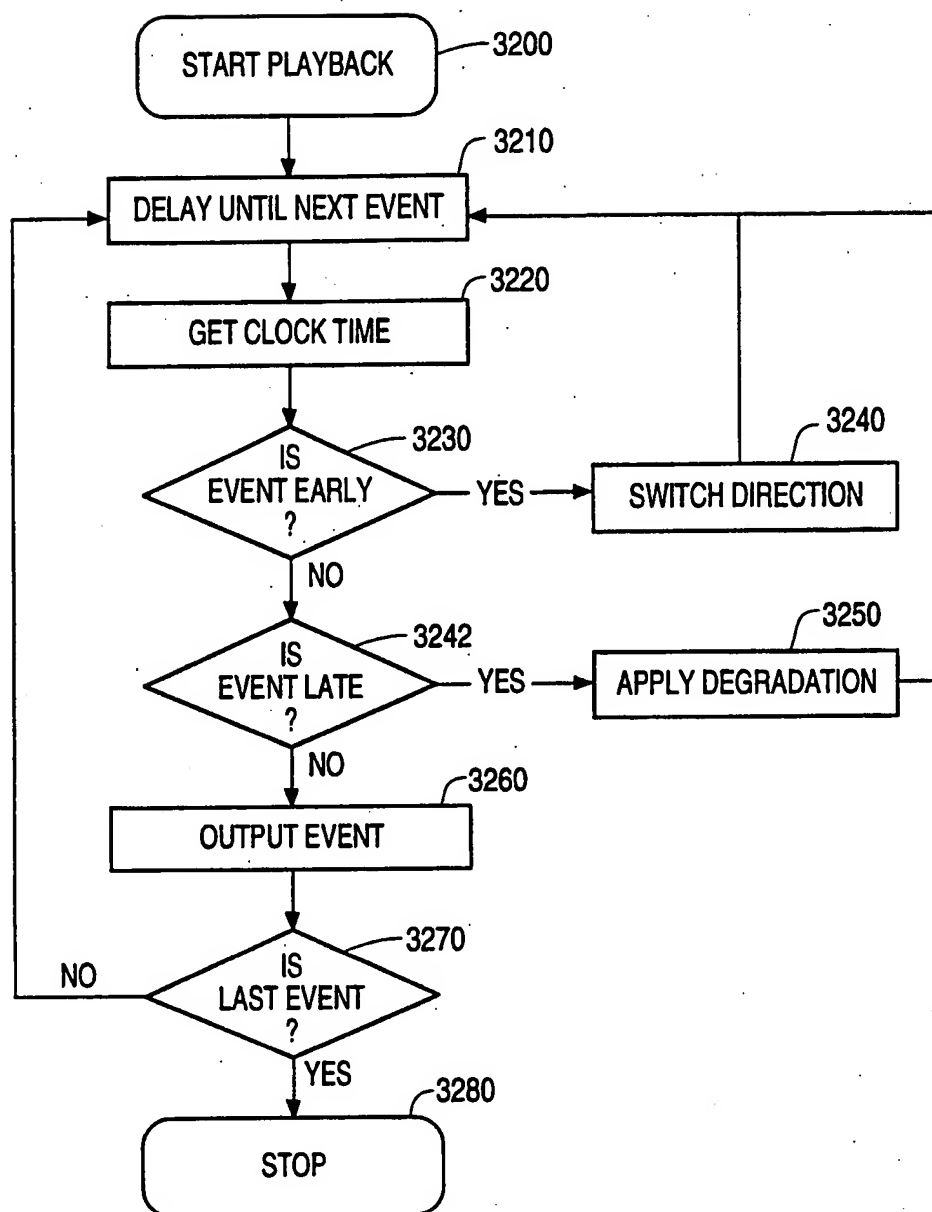 START PLAYBACK
3200
3210
DELAY UNTIL NEXT EVENT
3220
GET CLOCK TIME
3230
IS
EVENT EARLY
?
YES
3240
SWITCH DIRECTION
NO
3242
IS
EVENT LATE
?
YES
3250
APPLY DEGRADATION
NO
3260
OUTPUT EVENT
3270
IS
LAST EVENT
?
NO
YES
3280
STOP